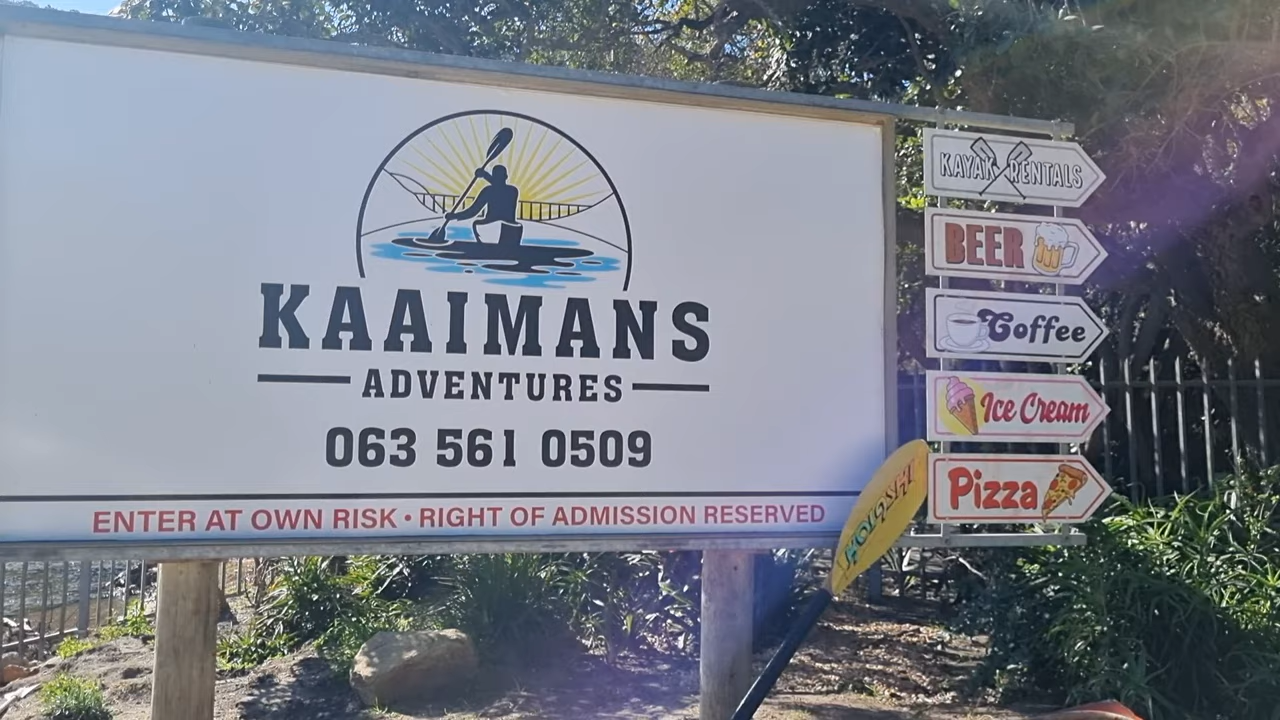 KAAIMANS
ADVENTURES
063 561 0509
ENTER AT OWN RISK • RIGHT OF ADMISSION RESERVED
KAYAK RENTALS
BEER
Coffee
Ice Cream
Pizza